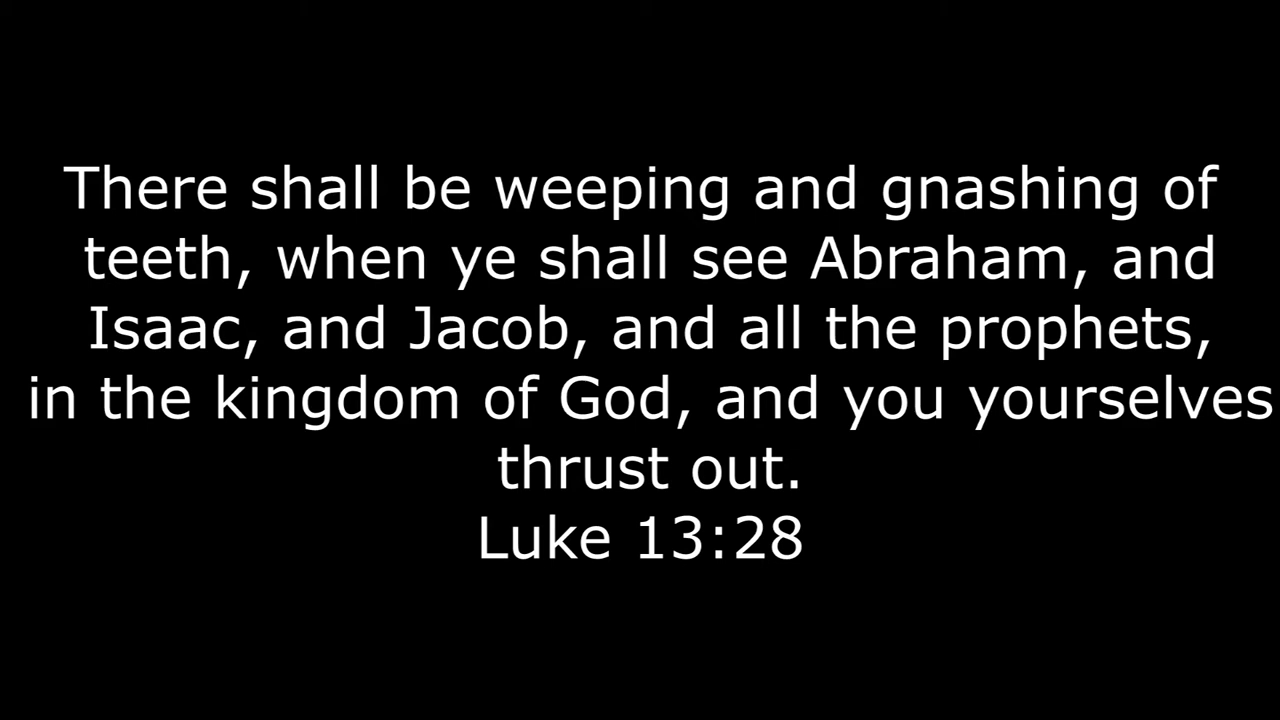 There shall be weeping and gnashing of
teeth, when ye shall see Abraham, and
Isaac, and Jacob, and all the prophets,
in the kingdom of God, and you yourselves
thrust out.
Luke 13:28